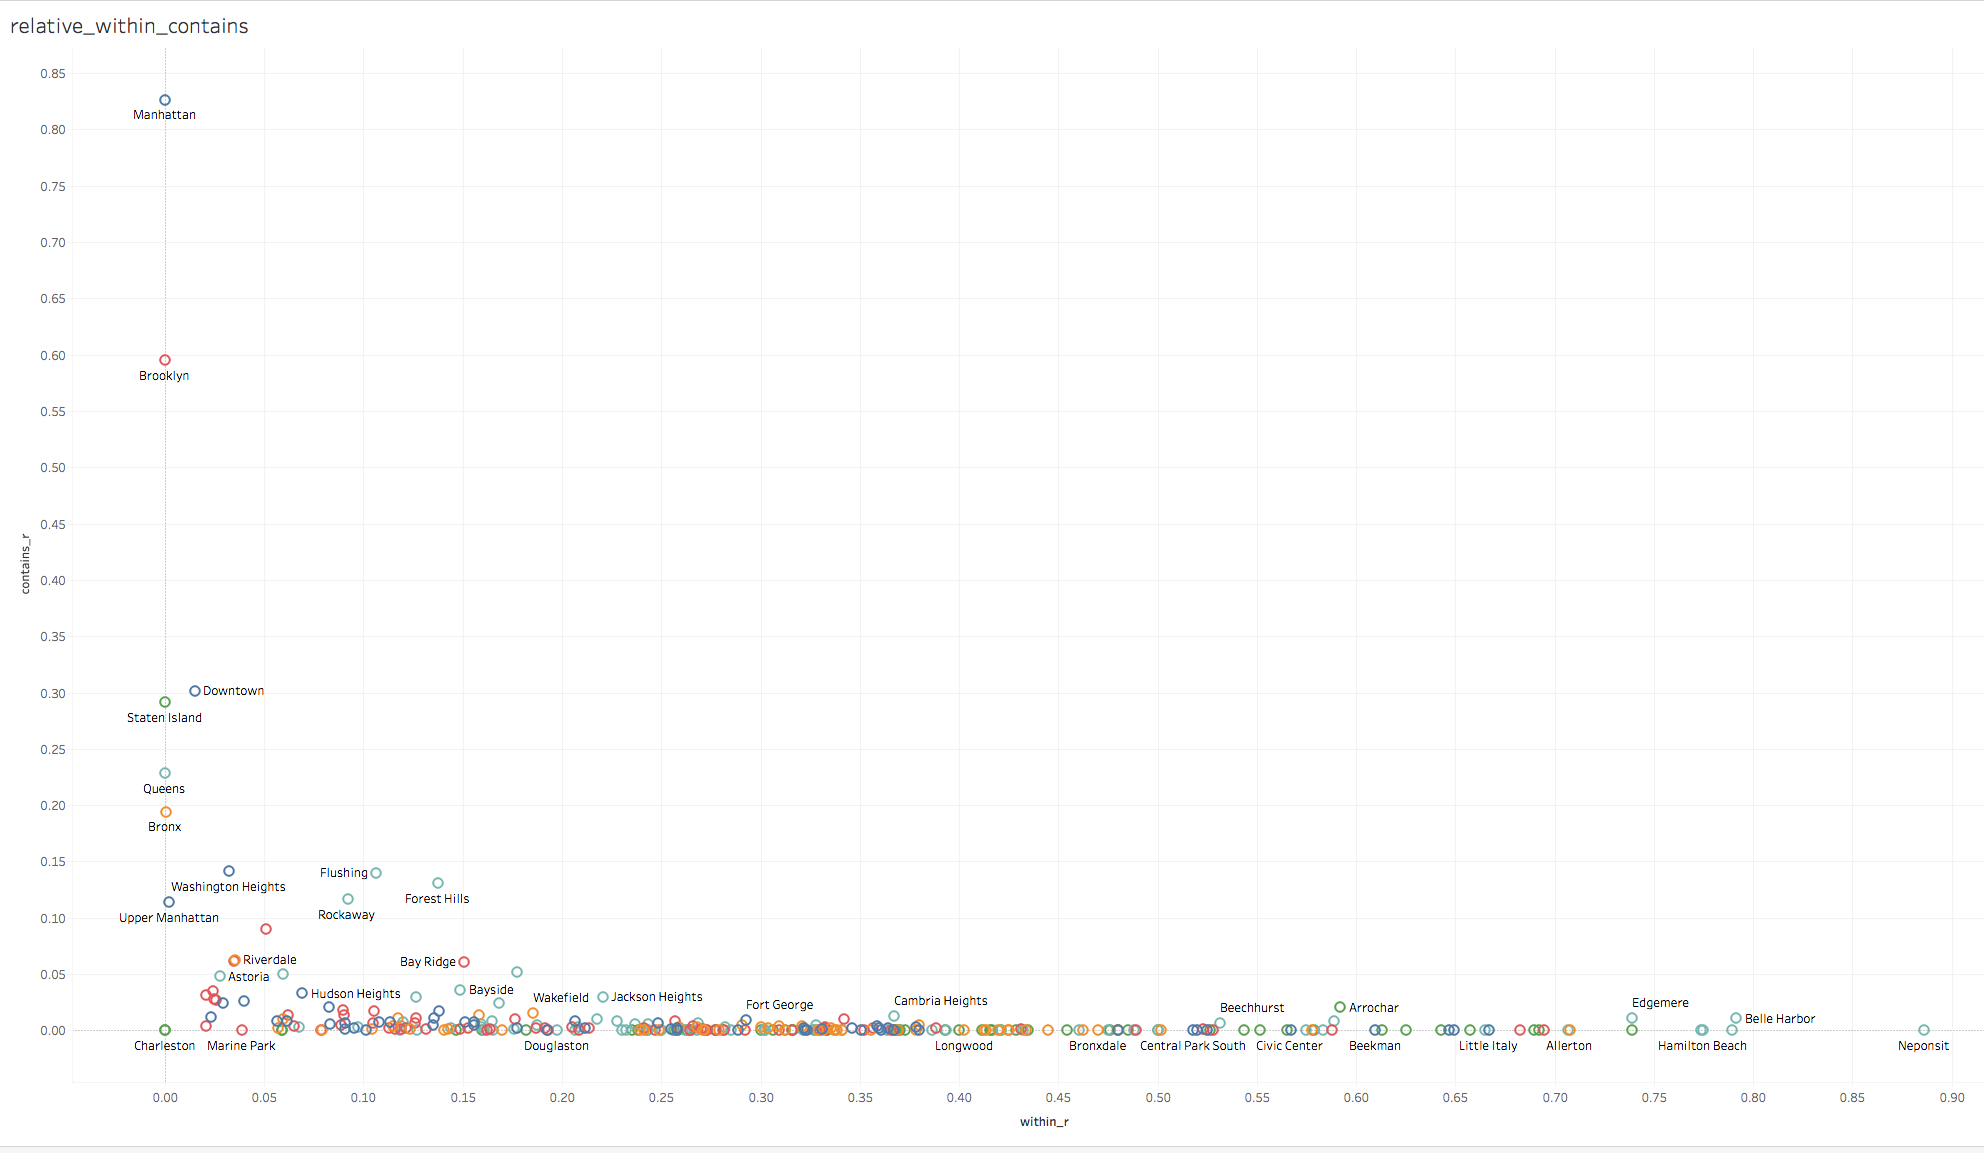 relative_within_contains
0.85
Manhattan
0.80
0.75
0.70
0.65
0.60
Brooklyn
0.55
0.50
0.45
contains_r
0.40
0.35
0.30
Downtown
Staten Island
0.25
Queens
0.20
Bronx
0.15
Flushing
Washington Heights
Forest Hills
Rockaway
Upper Manhattan
0.10
Riverdale
Bay Ridge
Astoria
0.05
Hudson Heights
Bayside
Wakefield
Jackson Heights
Fort George
Cambria Heights
Beechhurst
Arrochar
Edgemere
Belle Harbor
0.00
Charleston
Marine Park
Douglaston
Longwood
Bronxdale
Central Park South
Civic Center
Beekman
Little Italy
Allerton
Hamilton Beach
Neponsit
0.00 0.05 0.10 0.15 0.20 0.25 0.30 0.35 0.40 0.45 0.50 0.55 0.60 0.65 0.70 0.75 0.80 0.85 0.90
within_r